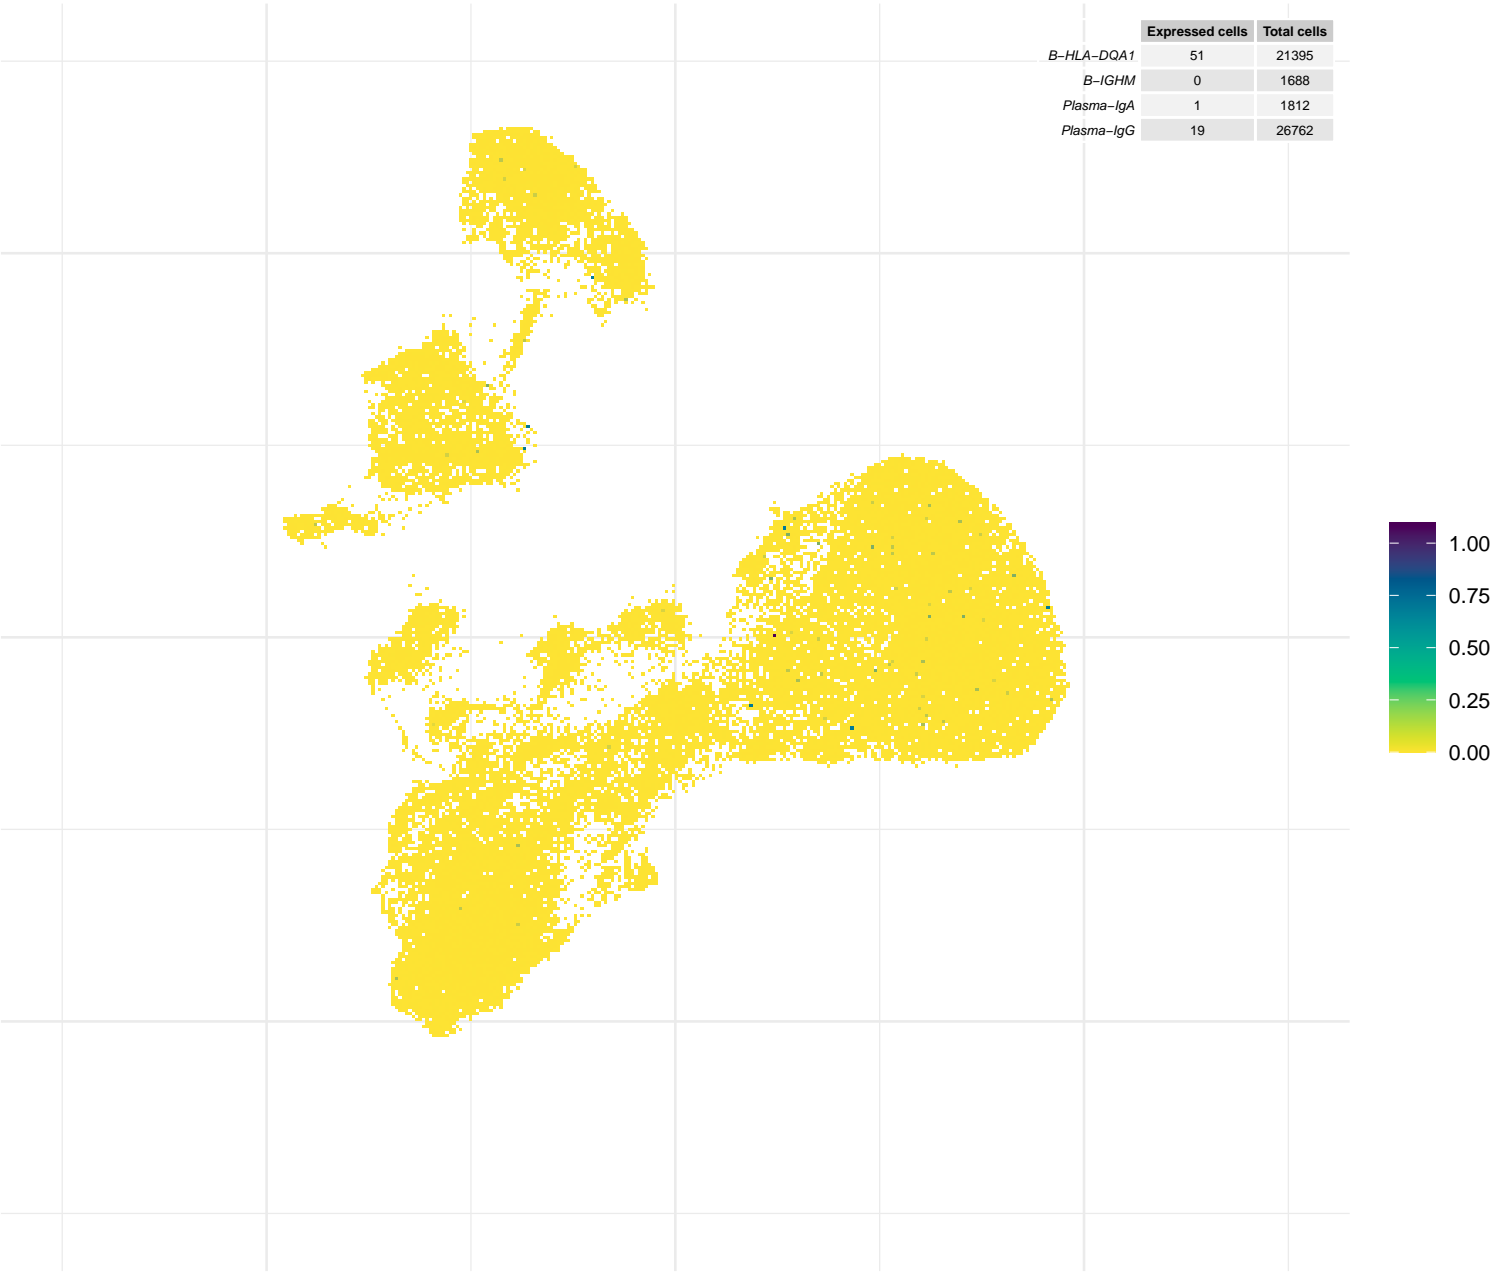 Expressed cells Total cells
B−HLA−DQA1 51 21395
B−IGHM 0 1688
Plasma−IgA 1 1812
Plasma−IgG 19 26762
1.00
0.75
0.50
0.25
0.00